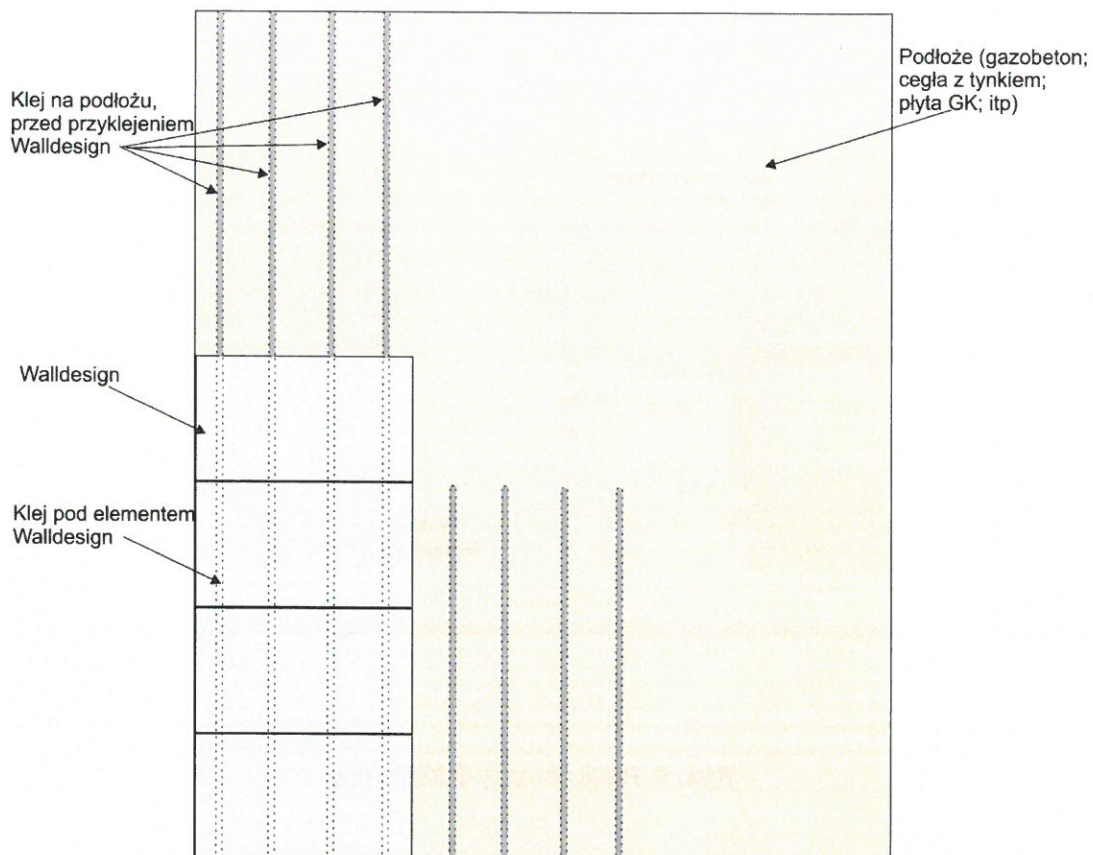 Klej na podłożu,
przed przyklejeniem
Walldesign
Podłoże (gazobeton;
cegła z tynkiem;
płyta GK; itp)
Walldesign
Klej pod elementem
Walldesign